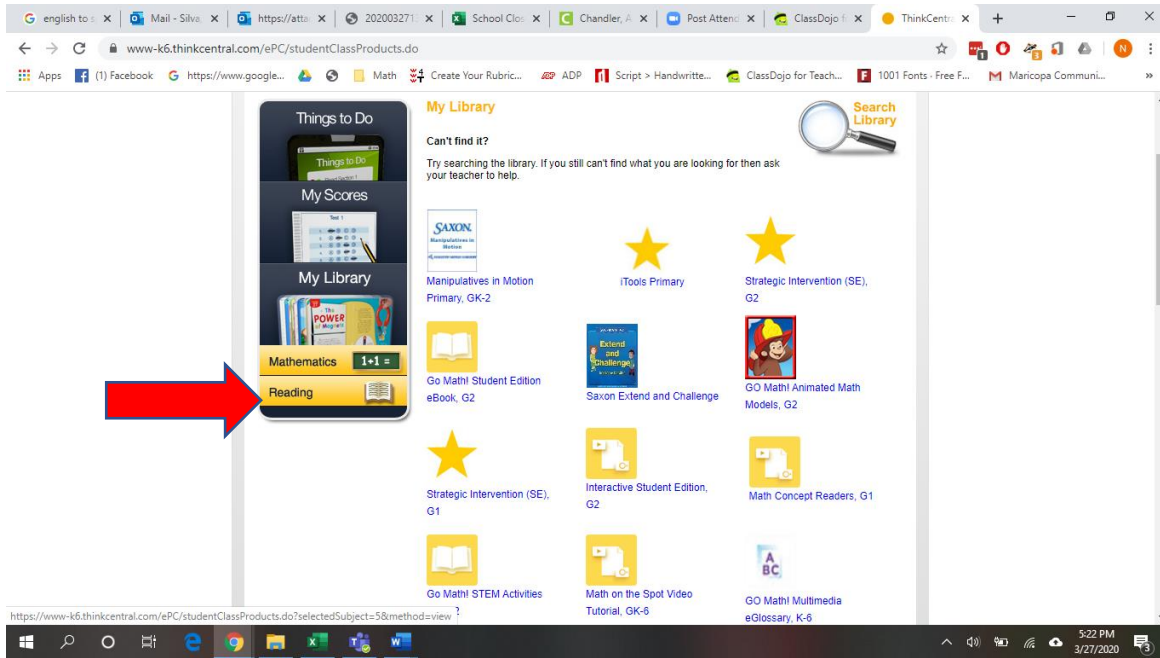 english to s
Mail - Silva,
https://atta
2020032712
School Clos
Chandler, A
Post Attend
ClassDojo f
ThinkCentra
www-k6.thinkcentral.com/ePC/studentClassProducts.do
Apps
(1) Facebook
https://www.google...
Math
Create Your Rubric...
ADP
Script > Handwritte...
ClassDojo for Teach...
1001 Fonts - Free F...
Maricopa Communi...
Things to Do
Things to Do
My Scores
Test 1
My Library
The
POWER
of Magnets
Mathematics
1+1 =
Reading
My Library
Search
Library
Can't find it?
Try searching the library. If you still can't find what you are looking for then ask
your teacher to help.
SAXON
Manipulatives in
Motion
Manipulatives in Motion
Primary, GK-2
iTools Primary
Strategic Intervention (SE),
G2
Go Math! Student Edition
eBook, G2
Extend
and
Challenge
Saxon Extend and Challenge
GO Math! Animated Math
Models, G2
Strategic Intervention (SE),
G1
Interactive Student Edition,
G2
Math Concept Readers, G1
Go Math! STEM Activities
Math on the Spot Video
Tutorial, GK-6
A
BC
GO Math! Multimedia
eGlossary, K-6
https://www-k6.thinkcentral.com/ePC/studentClassProducts.do?selectedSubject=5&method=view
5:22 PM
3/27/2020